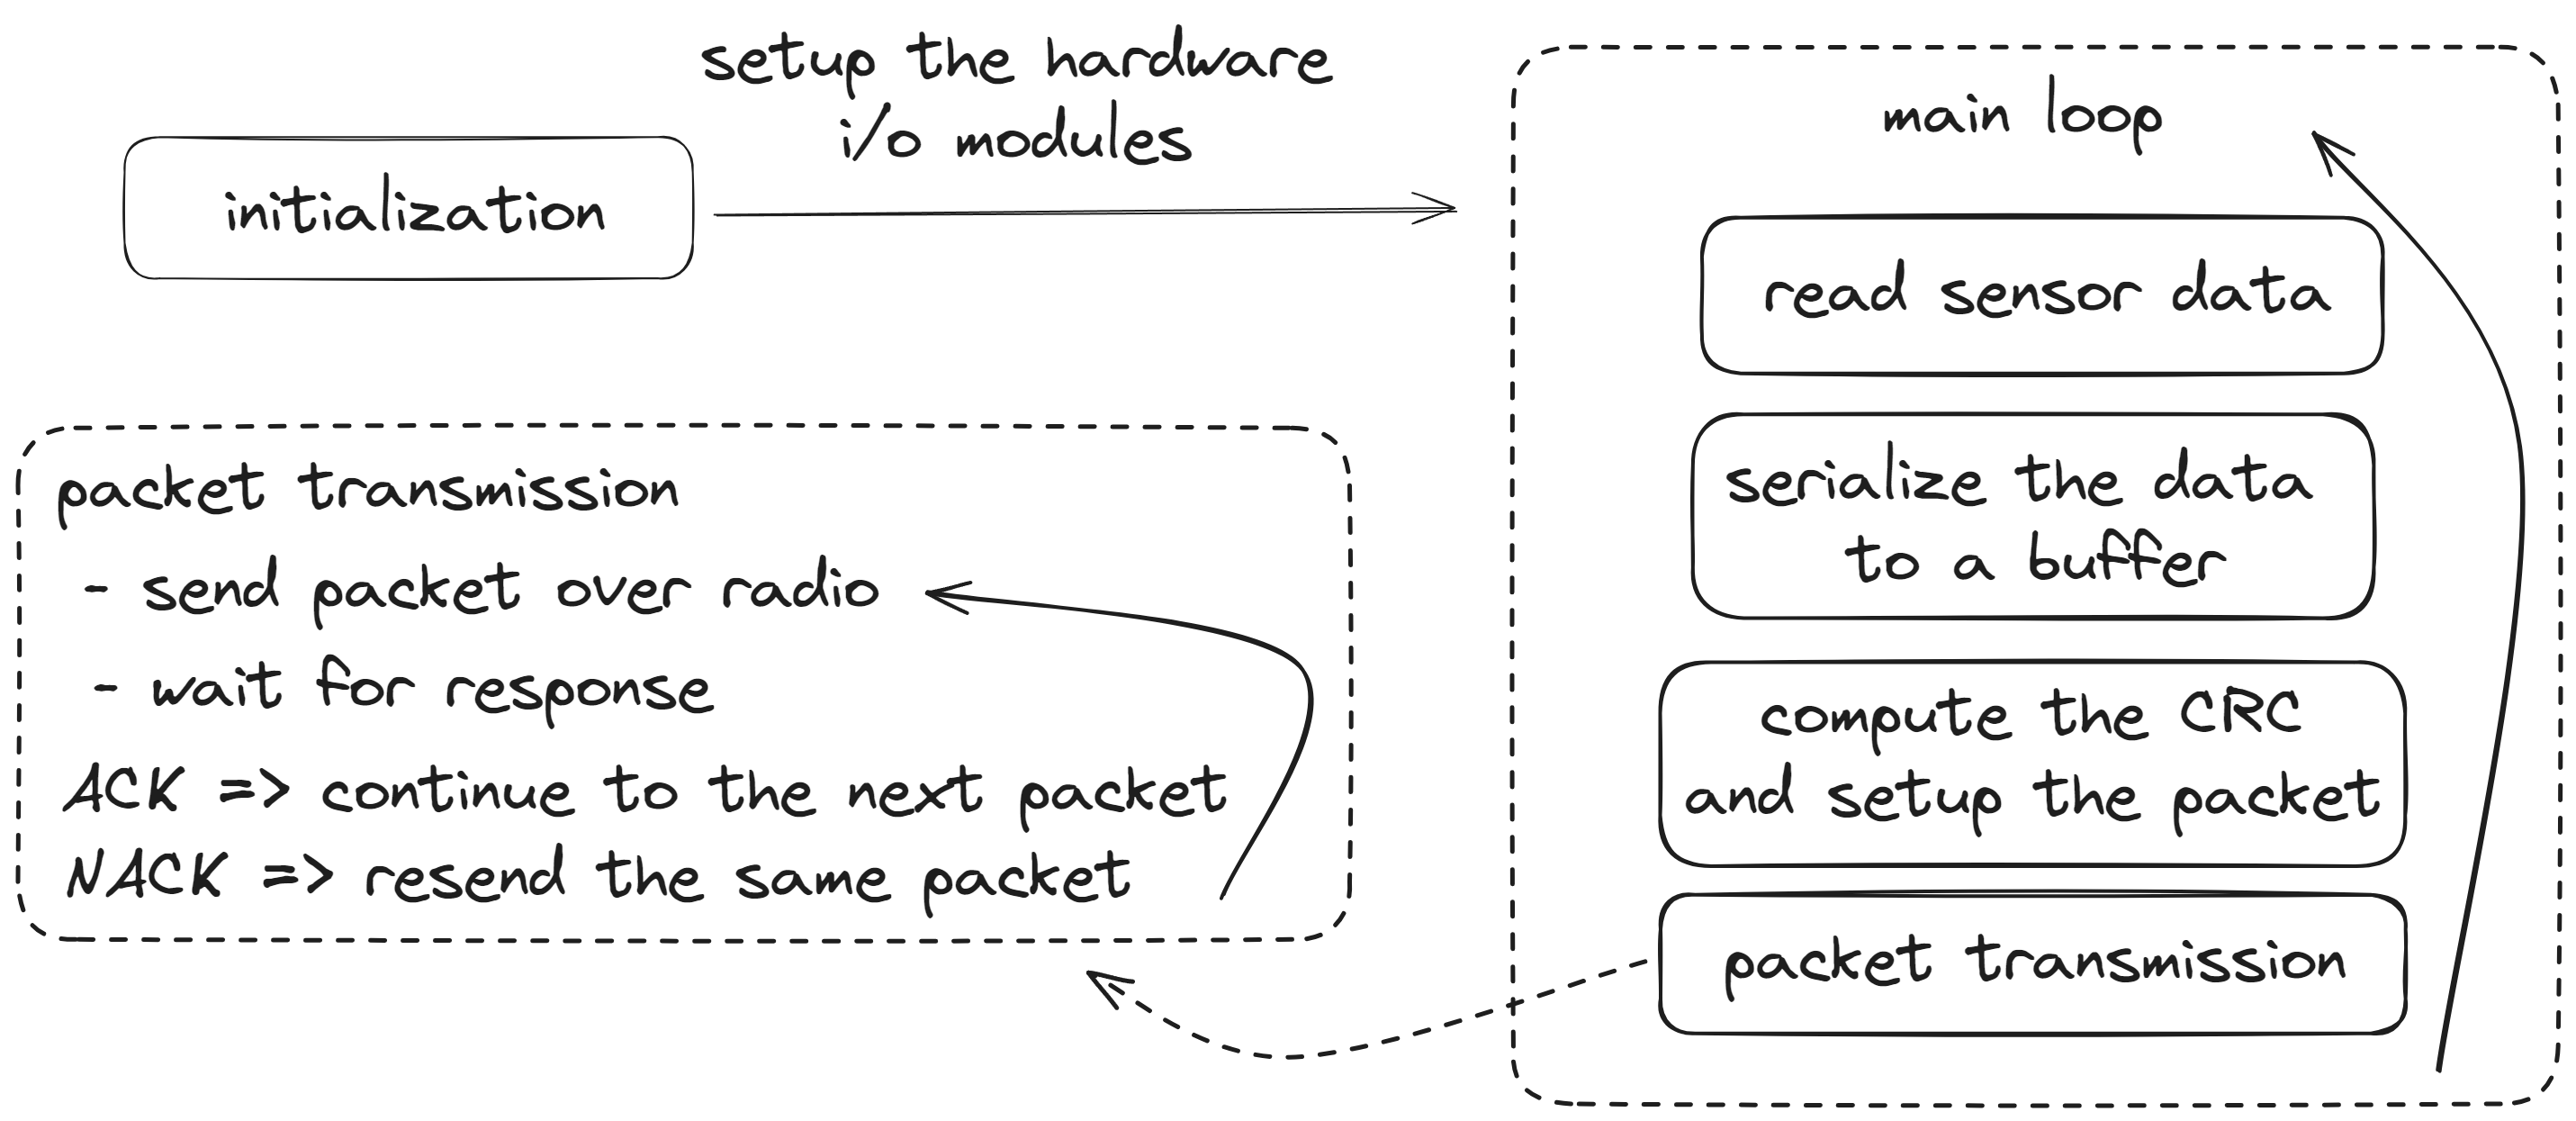 initialization
setup the hardware
i/o modules
main loop
read sensor data
serialize the data
to a buffer
compute the CRC
and setup the packet
packet transmission
packet transmission
- send packet over radio
- wait for response
ACK => continue to the next packet
NACK => resend the same packet